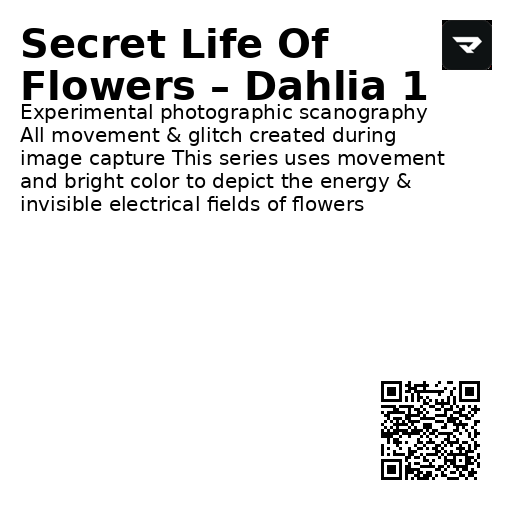 Secret Life Of
Flowers – Dahlia 1
Experimental photographic scanography
All movement & glitch created during
image capture This series uses movement
and bright color to depict the energy &
invisible electrical fields of flowers